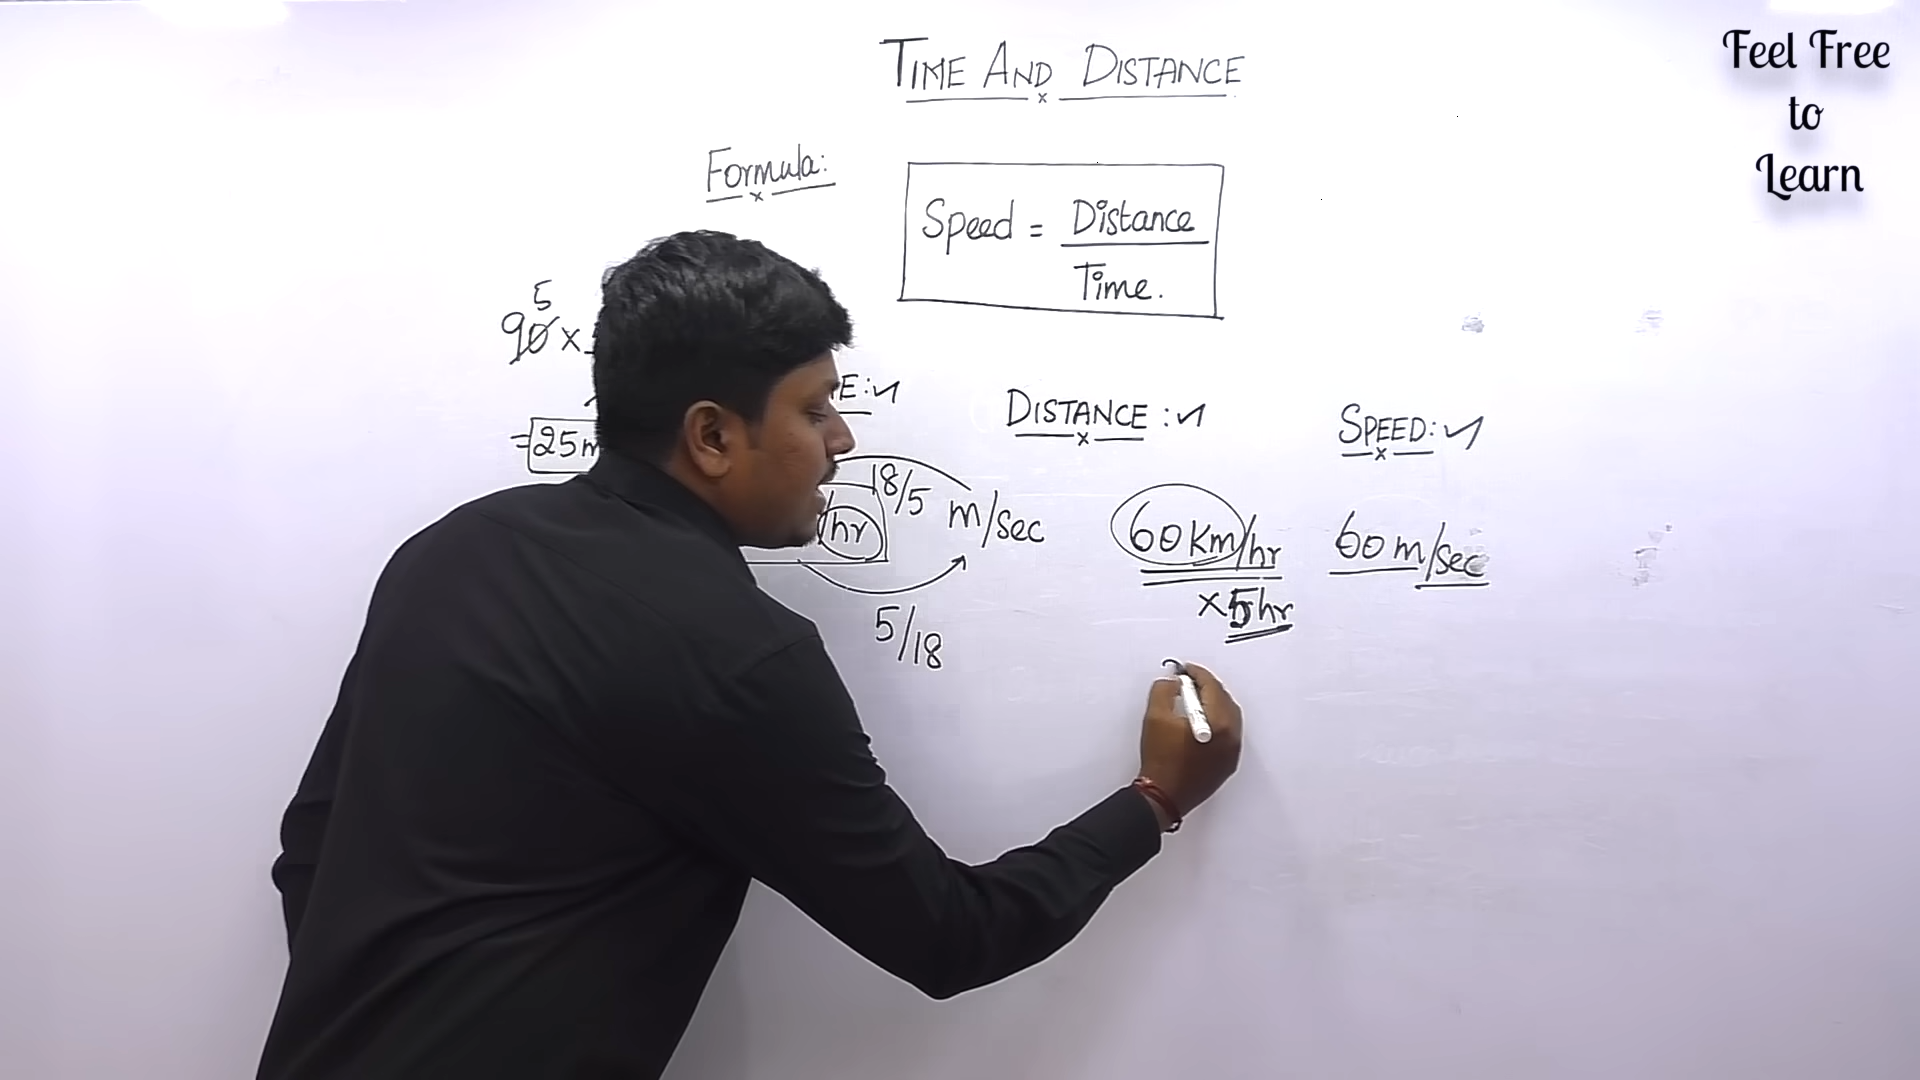 TIME AND DISTANCE
Feel Free
to
Learn
Formula:
Speed = Distance
Time.
5
90 x
= 25m
E:
DISTANCE :
SPEED:
18/5
hr
m/sec
5/18
60 Km/hr
x 5 hr
60 m/sec